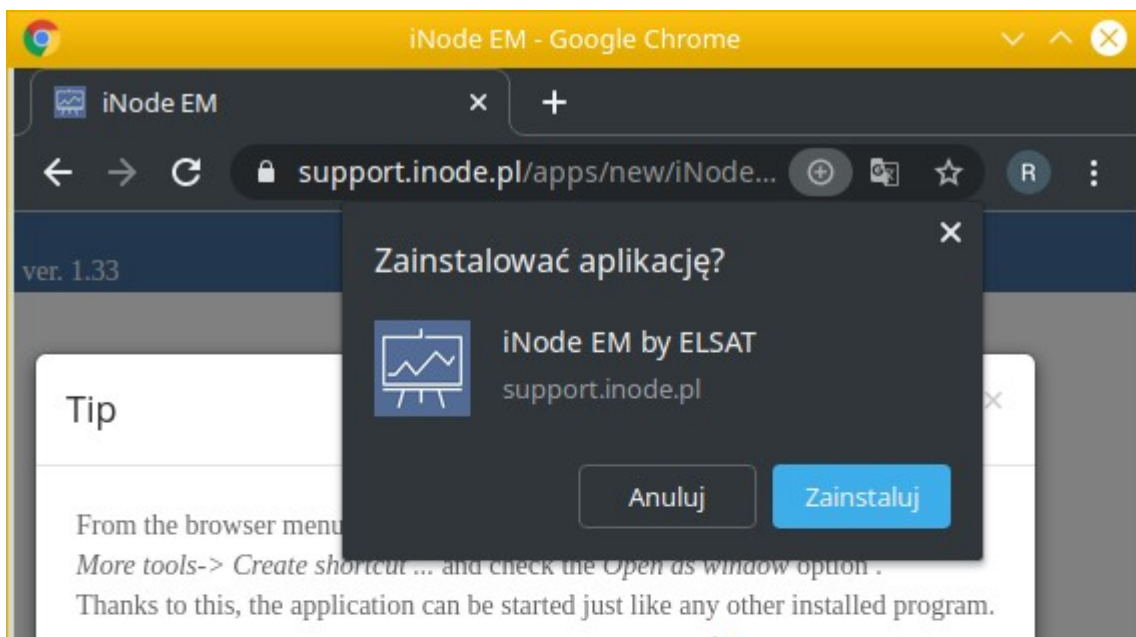 iNode EM - Google Chrome
iNode EM
support.inode.pl/apps/new/iNode...
R
ver. 1.33
Zainstalować aplikację?
iNode EM by ELSAT
support.inode.pl
Anuluj
Zainstaluj
Tip
From the browser menu
More tools-> Create shortcut ... and check the Open as window option .
Thanks to this, the application can be started just like any other installed program.